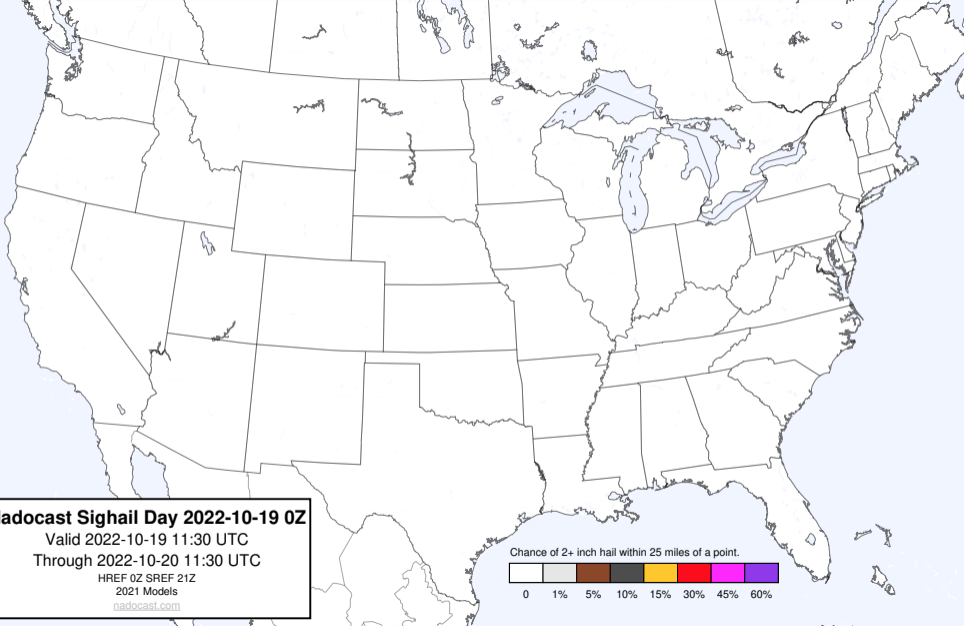 adocast Sighail Day 2022-10-19 0Z
Valid 2022-10-19 11:30 UTC
Through 2022-10-20 11:30 UTC
HREF 0Z SREF 21Z
2021 Models
nadocast.com
Chance of 2+ inch hail within 25 miles of a point.
0 1% 5% 10% 15% 30% 45% 60%